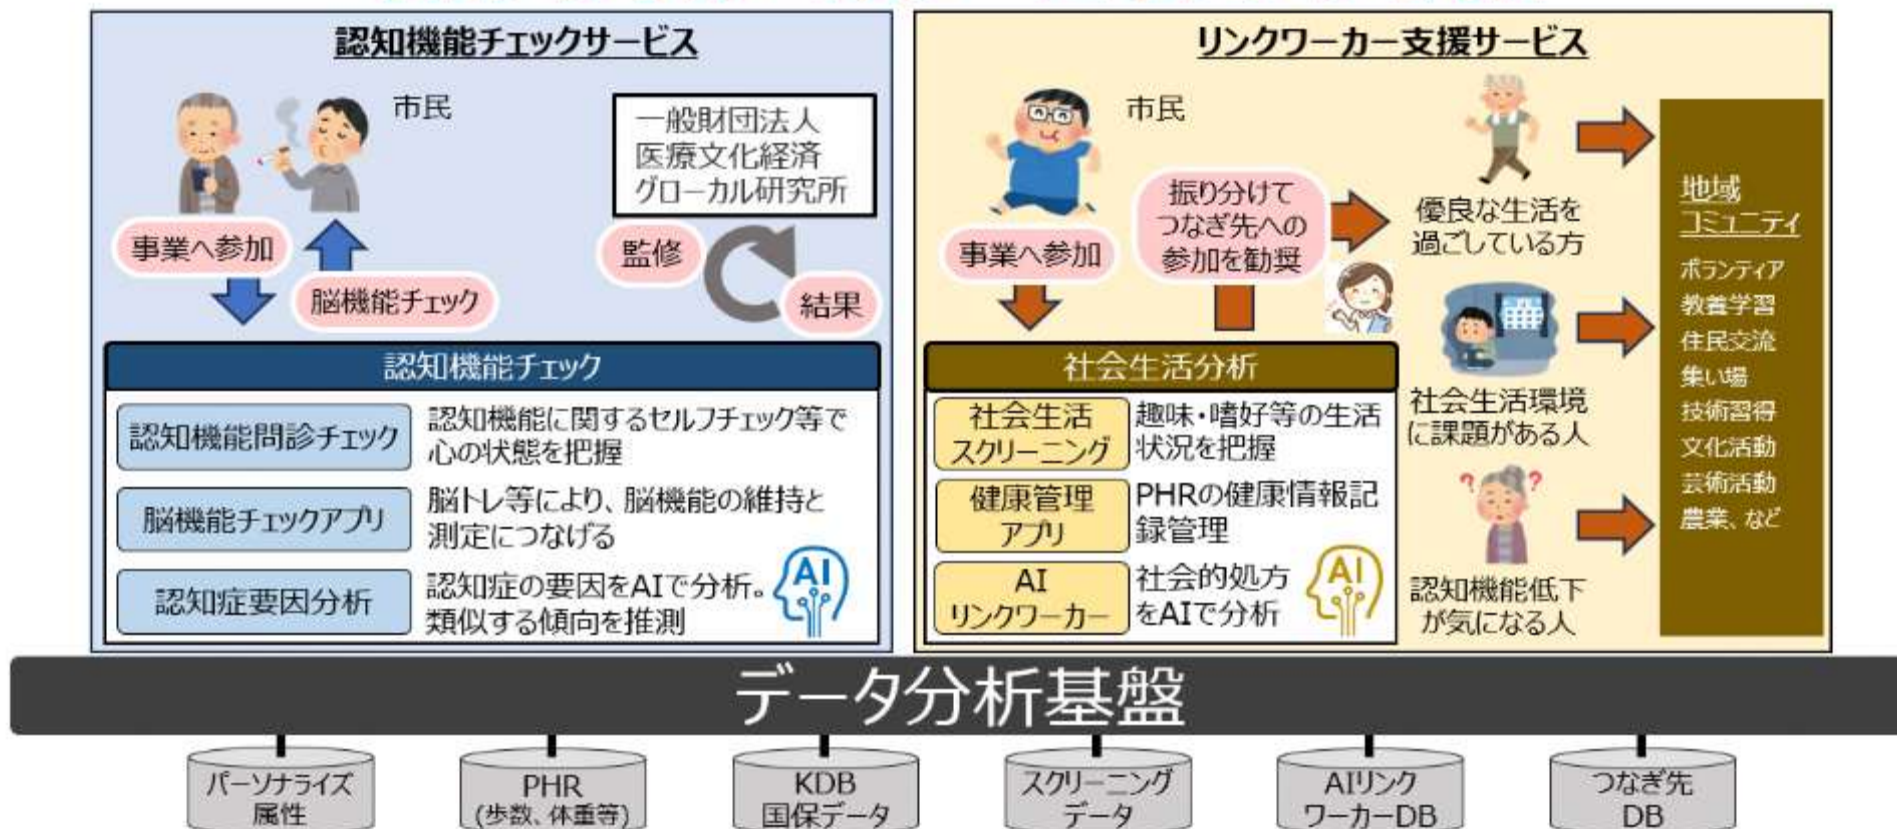 認知機能チェックサービス
市民
一般財団法人
医療文化経済
グローカル研究所
事業へ参加
脳機能チェック
監修
結果
認知機能チェック
認知機能問診チェック
認知機能に関するセルフチェック等で
心の状態を把握
脳機能チェックアプリ
脳トレ等により、脳機能の維持と
測定につなげる
認知症要因分析
認知症の要因をAIで分析。
類似する傾向を推測
AI
リンクワーカー支援サービス
市民
事業へ参加
振り分けて
つなぎ先への
参加を勧奨
社会生活分析
社会生活
スクリーニング
趣味・嗜好等の生活
状況を把握
健康管理
アプリ
PHRの健康情報記
録管理
AI
リンクワーカー
社会的処方
をAIで分析
AI
優良な生活を
過ごしている方
社会生活環境
に課題がある人
??
認知機能低下
が気になる人
地域
コミュニティ
ボランティア
教養学習
住民交流
集い場
技術習得
文化活動
芸術活動
農業、など
データ分析基盤
パーソナライズ
属性
PHR
(歩数、体重等)
KDB
国保データ
スクリーニング
データ
AIリンク
ワーカーDB
つなぎ先
DB